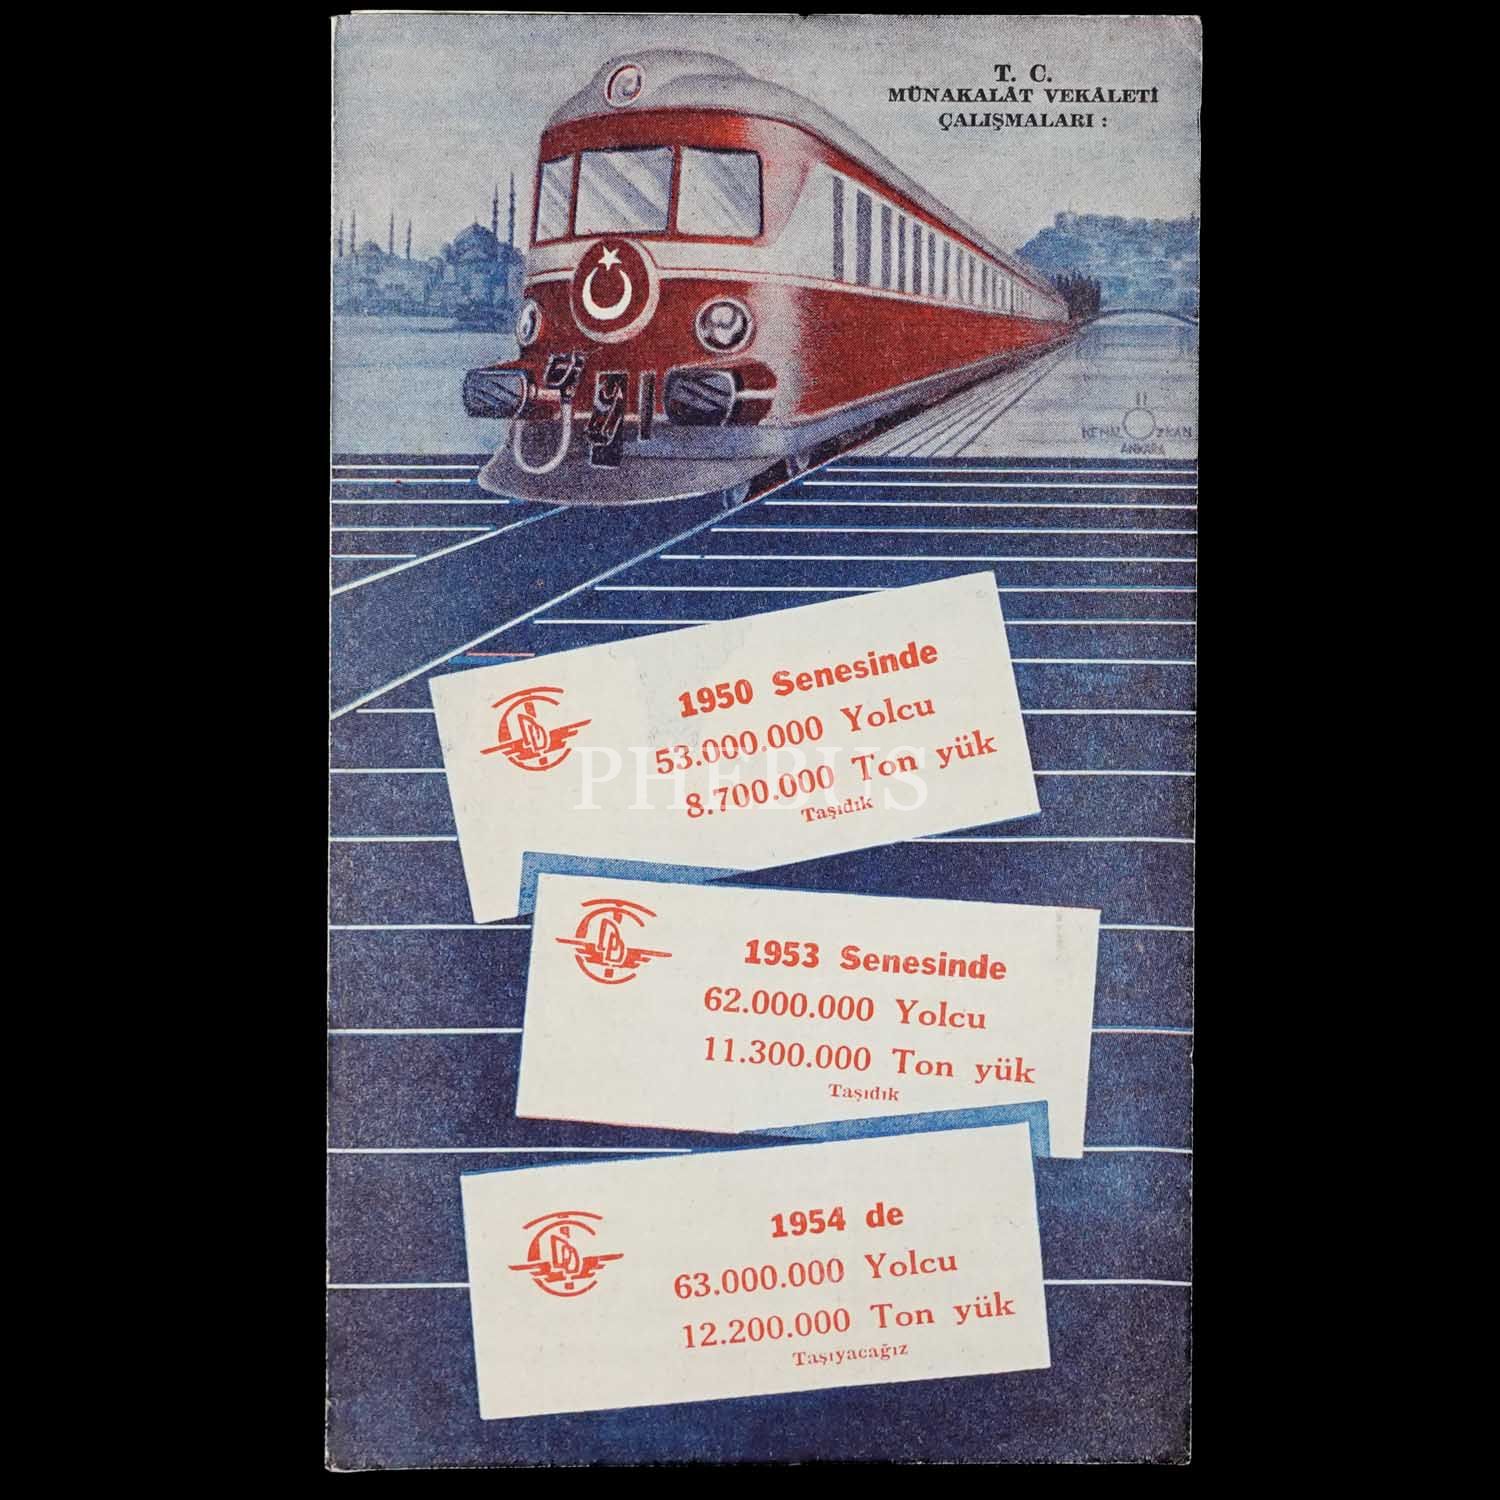 T. C.
MÜNAKALÂT VEKÂLETİ
ÇALIŞMALARI :
ANKARA
1950 Senesinde
53.000.000 Yolcu
8.700.000 Ton yük
Taşıdık
PHEBUS
1953 Senesinde
62.000.000 Yolcu
11.300.000 Ton yük
Taşıdık
1954 de
63.000.000 Yolcu
12.200.000 Ton yük
Taşıyacağız